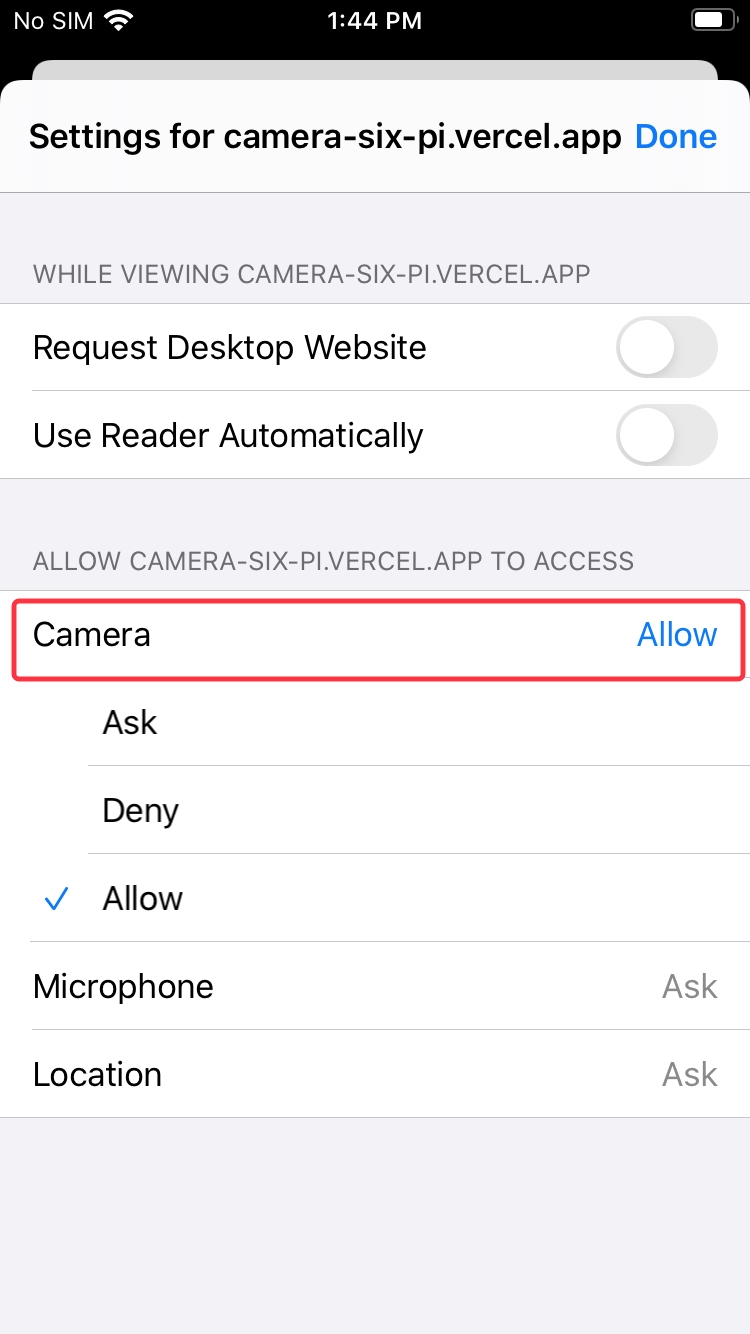 No SIM 1:44 PM
Settings for camera-six-pi.vercel.app Done
WHILE VIEWING CAMERA-SIX-PI.VERCEL.APP
Request Desktop Website
Use Reader Automatically
ALLOW CAMERA-SIX-PI.VERCEL.APP TO ACCESS
Camera Allow
Ask
Deny
Allow
Microphone Ask
Location Ask